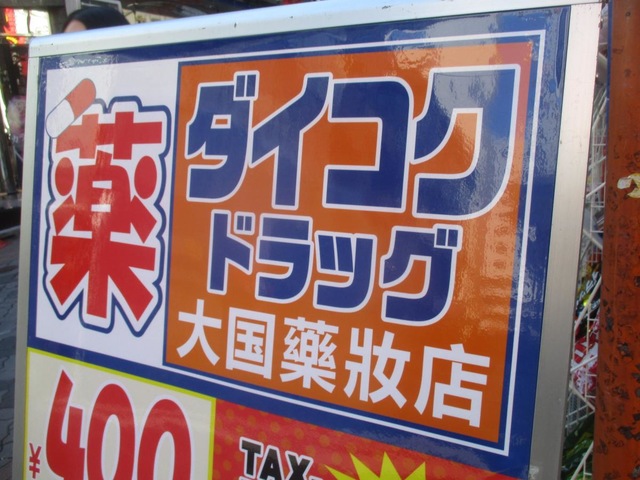 薬
ダイコク
ドラッグ
大国藥妝店
¥400
TAX